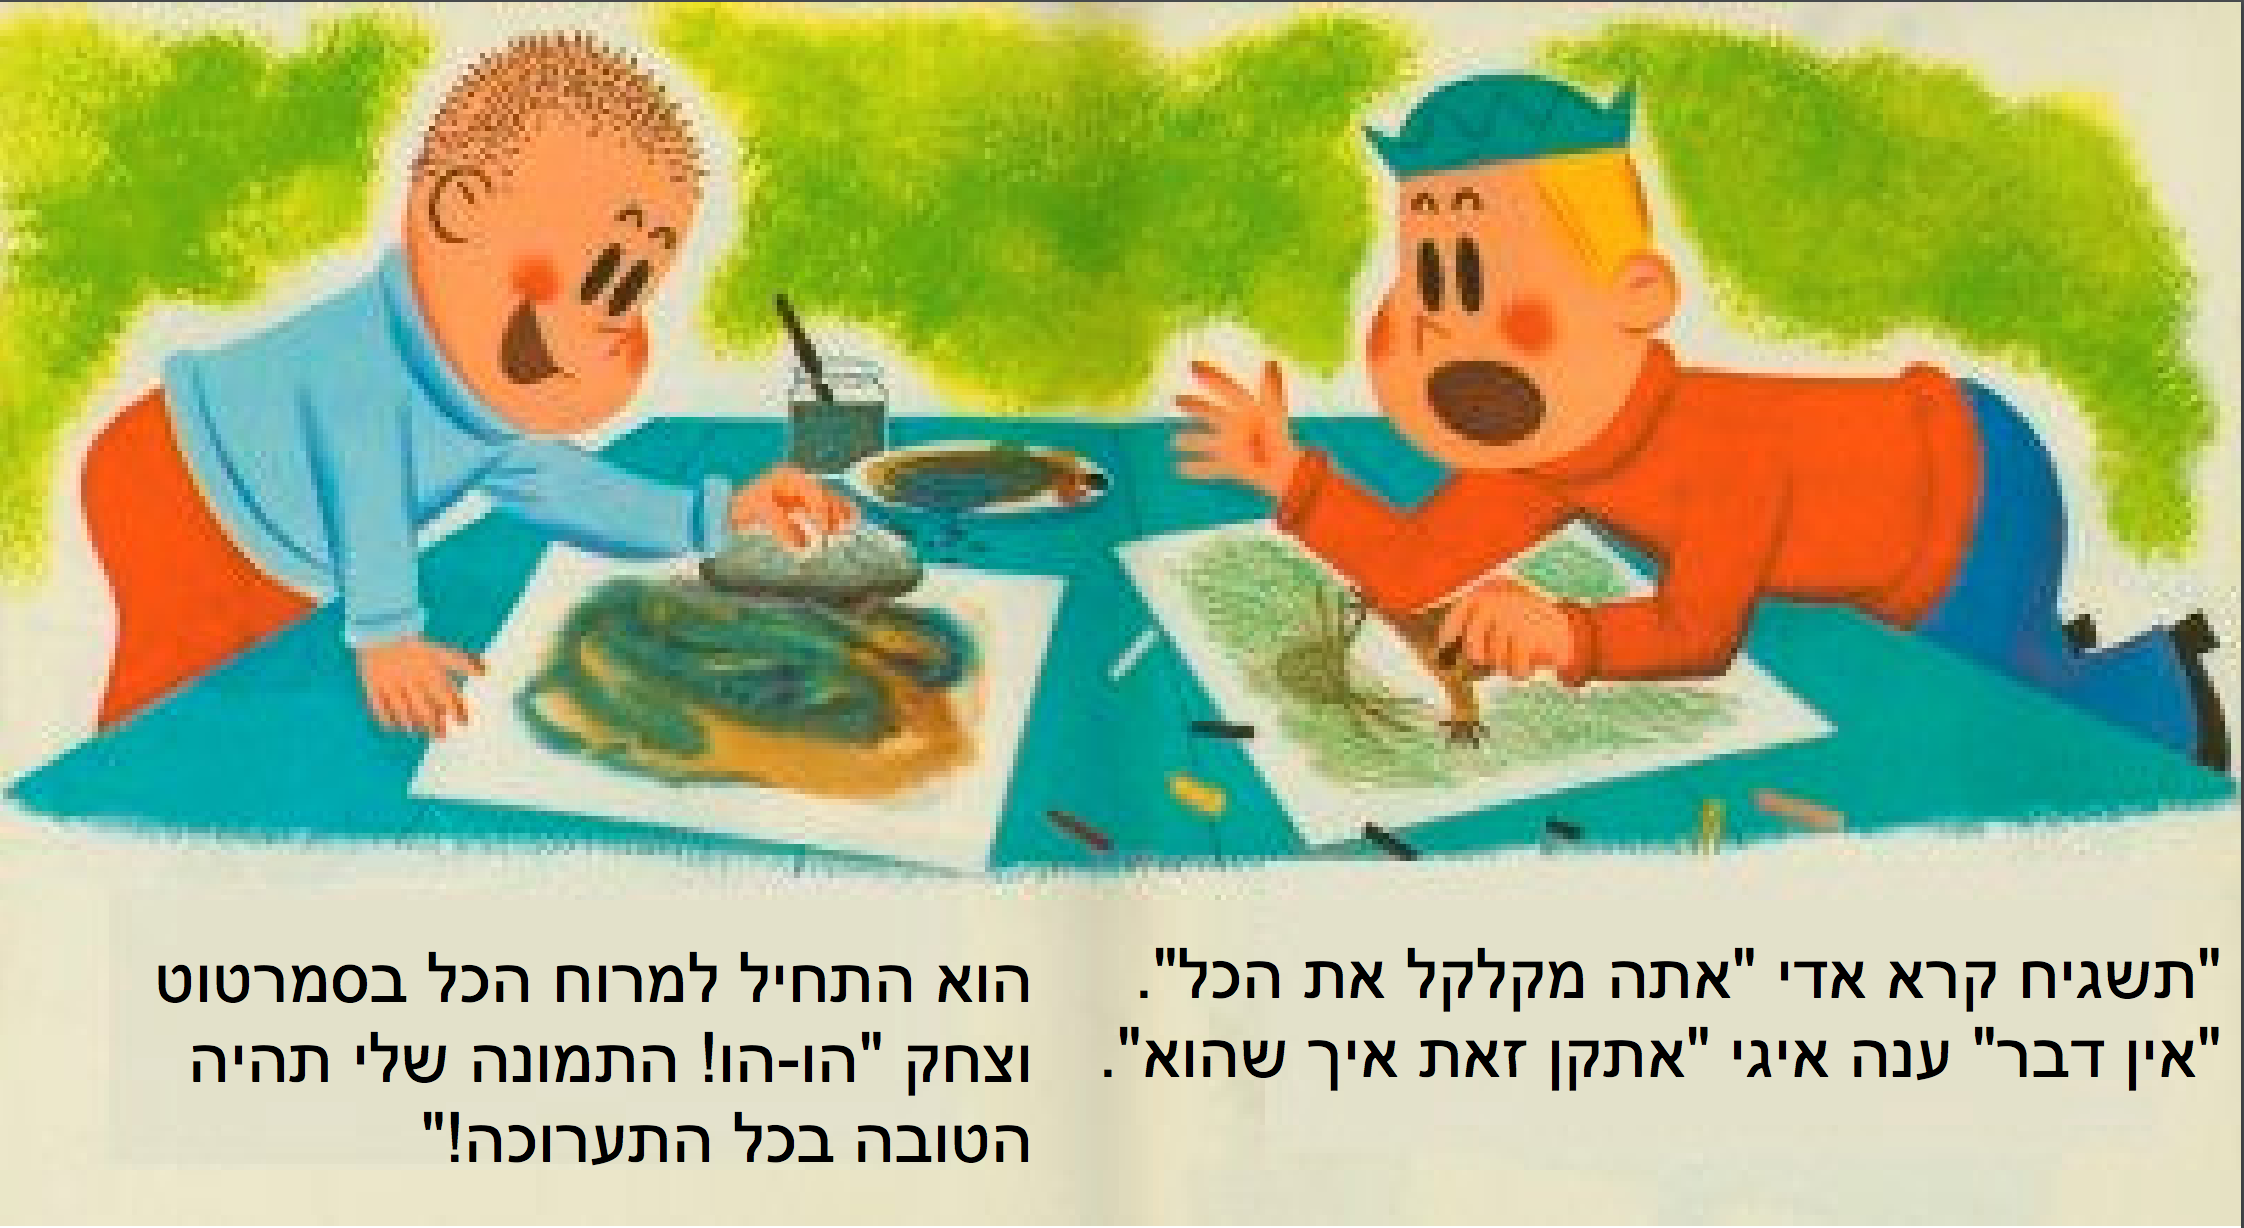 "תשגיח קרא אדי "אתה מקלקל את הכל".
"אין דבר" ענה איגי "אתקן זאת איך שהוא".
הוא התחיל למרוח הכל בסמרטוט
וצחק "הו-הו! התמונה שלי תהיה
הטובה בכל התערוכה!"